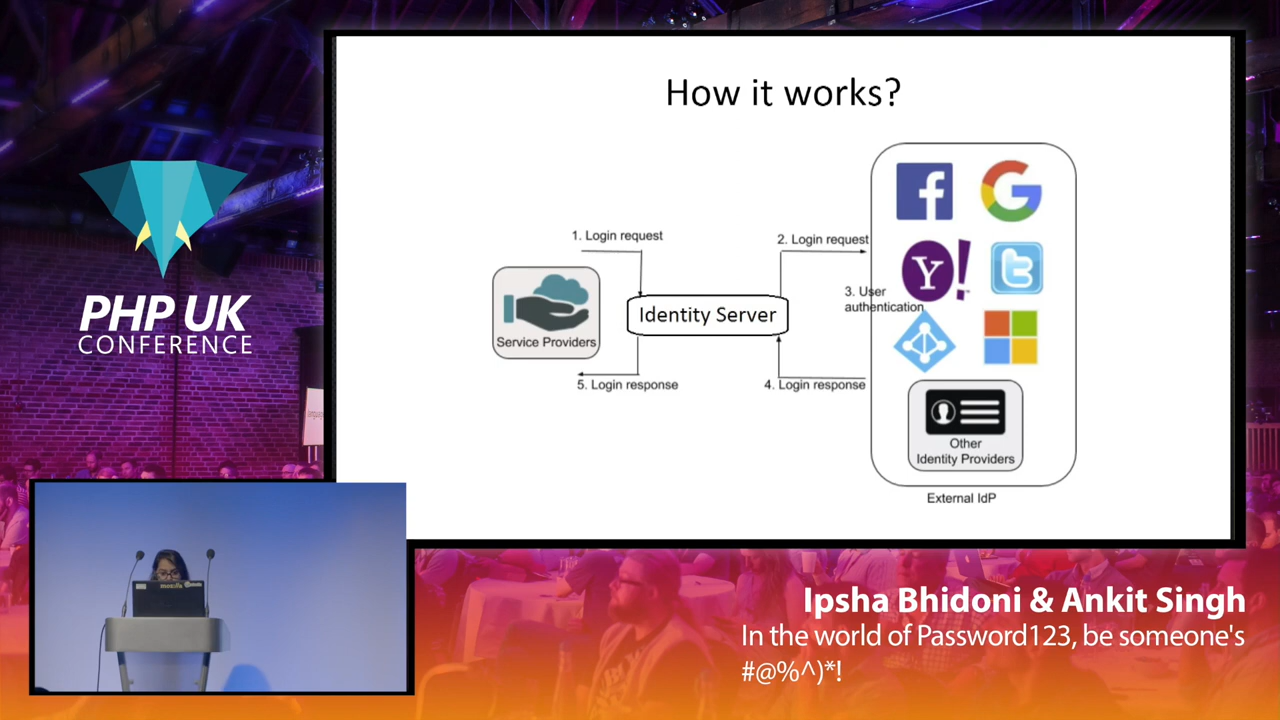 How it works?
1. Login request
2. Login request
3. User
authentication
Identity Server
Service Providers
5. Login response
4. Login response
Other
Identity Providers
External IdP
PHP UK
CONFERENCE
mozilla
Ipsha Bhidoni & Ankit Singh
In the world of Password123, be someone's
#@%^)*!